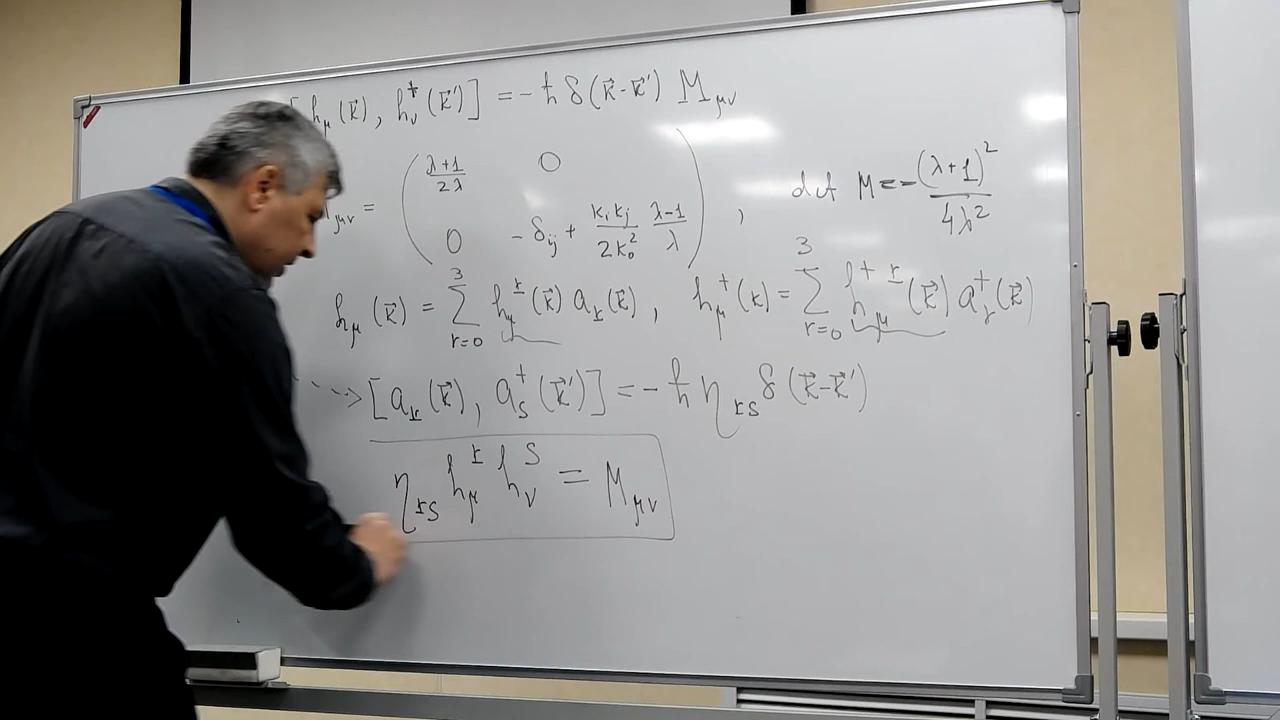 [h_μ(k⃗), h_ν^†(k⃗')] = -ħ δ(k⃗-k⃗') M_μν
_μν = ( (λ+1)/(2λ) 0 ; 0 -δ_ij + (k_i k_j)/(2k_0^2) (λ-1)/λ ) , det M = -(λ+1)^2/(4λ^2)
h_μ(k⃗) = Σ_{r=0}^{3} h_μ^r(k⃗) a_r(k⃗), h_μ^+(k) = Σ_{r=0}^{3} h_μ^{+r}(k⃗) a_r^+(k⃗)
⇢ [a_r(k⃗), a_s^+(k⃗')] = -ħ η_rs δ(k⃗-k⃗')
η_rs h_μ^r h_ν^s = M_μν